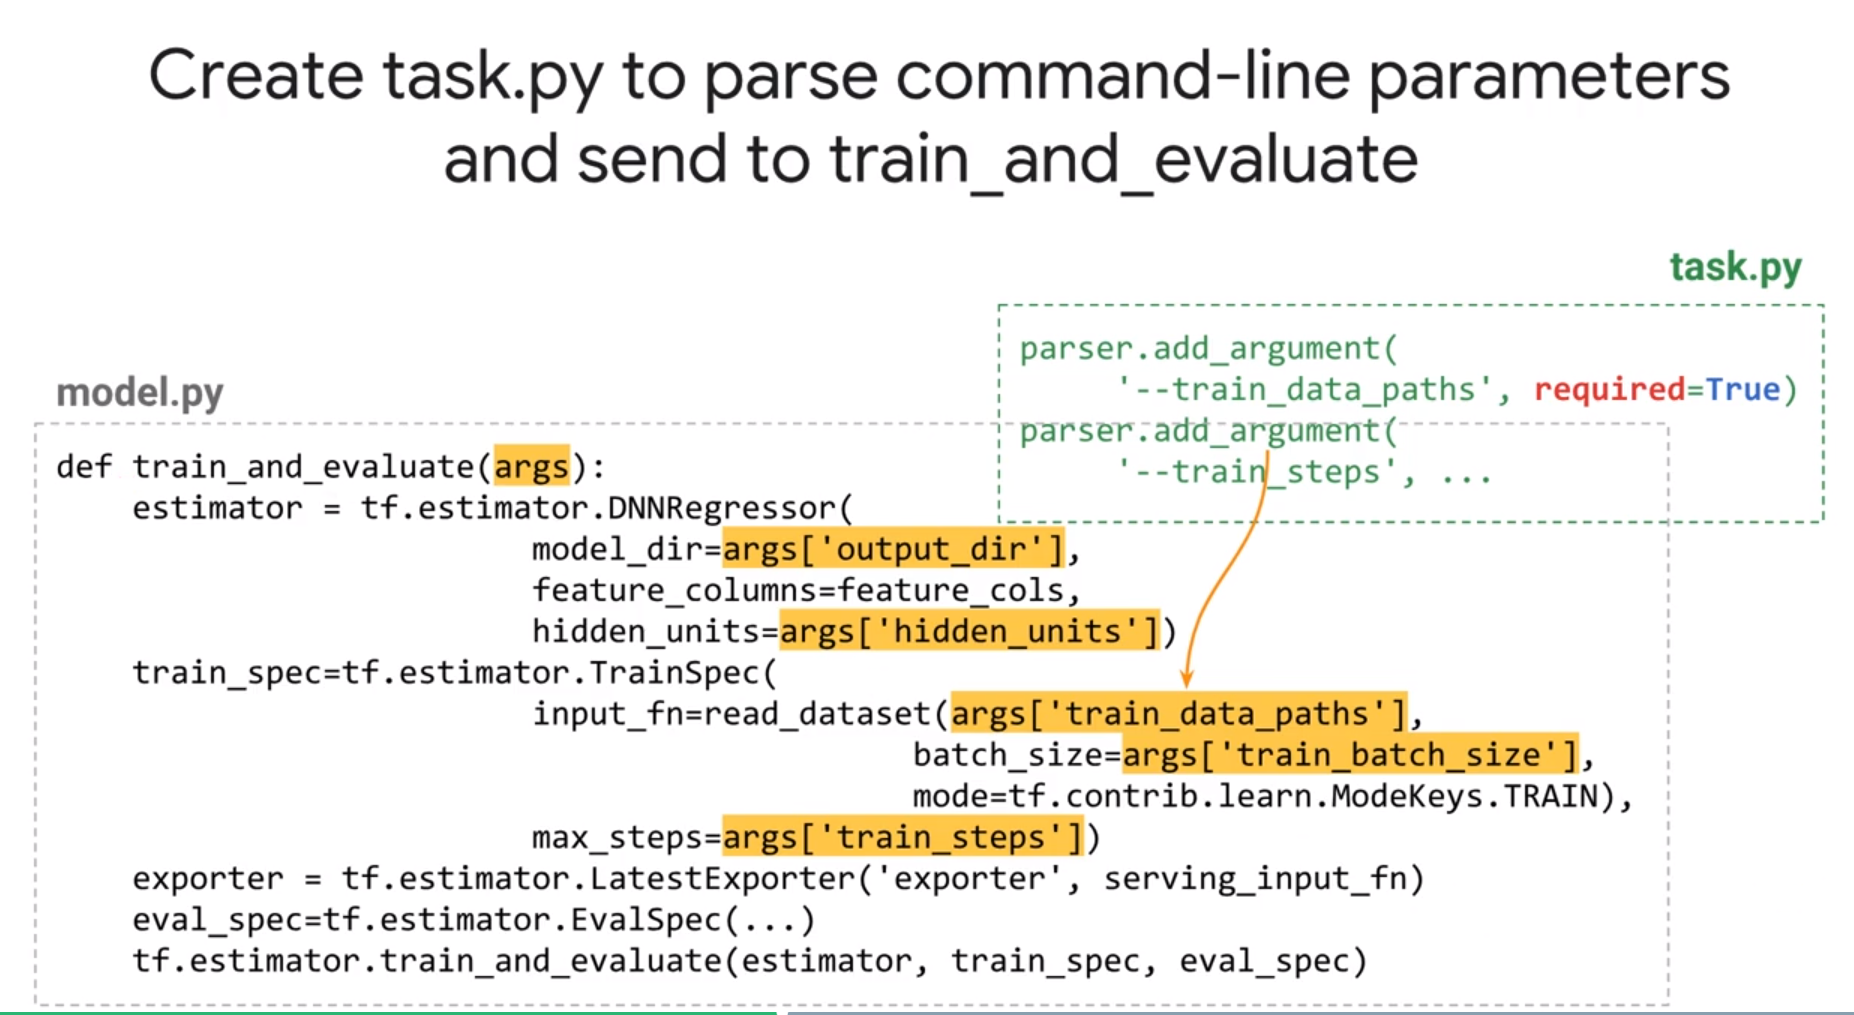 Create task.py to parse command-line parameters
and send to train_and_evaluate
task.py
parser.add_argument(
'--train_data_paths', required=True)
parser.add_argument(
'--train_steps', ...
model.py
def train_and_evaluate(args):
estimator = tf.estimator.DNNRegressor(
model_dir=args['output_dir'],
feature_columns=feature_cols,
hidden_units=args['hidden_units'])
train_spec=tf.estimator.TrainSpec(
input_fn=read_dataset(args['train_data_paths'],
batch_size=args['train_batch_size'],
mode=tf.contrib.learn.ModeKeys.TRAIN),
max_steps=args['train_steps'])
exporter = tf.estimator.LatestExporter('exporter', serving_input_fn)
eval_spec=tf.estimator.EvalSpec(...)
tf.estimator.train_and_evaluate(estimator, train_spec, eval_spec)